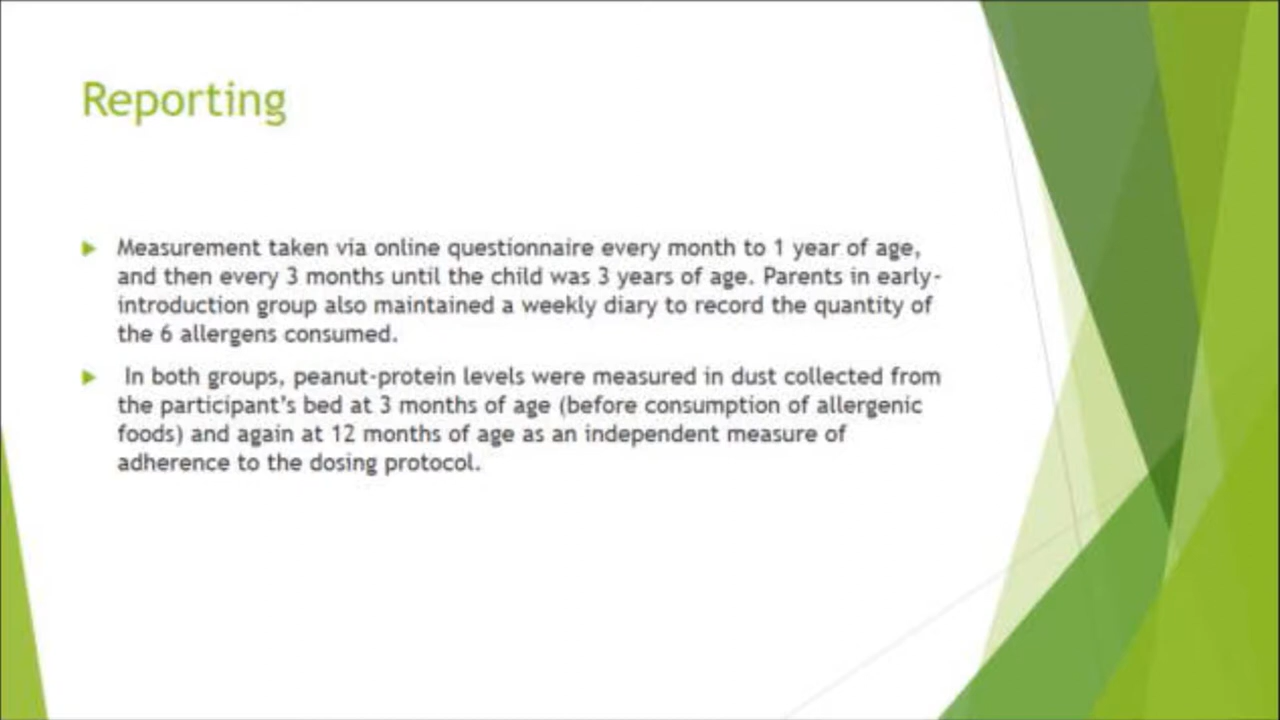 Reporting
Measurement taken via online questionnaire every month to 1 year of age,
and then every 3 months until the child was 3 years of age. Parents in early-
introduction group also maintained a weekly diary to record the quantity of
the 6 allergens consumed.
In both groups, peanut-protein levels were measured in dust collected from
the participant's bed at 3 months of age (before consumption of allergenic
foods) and again at 12 months of age as an independent measure of
adherence to the dosing protocol.